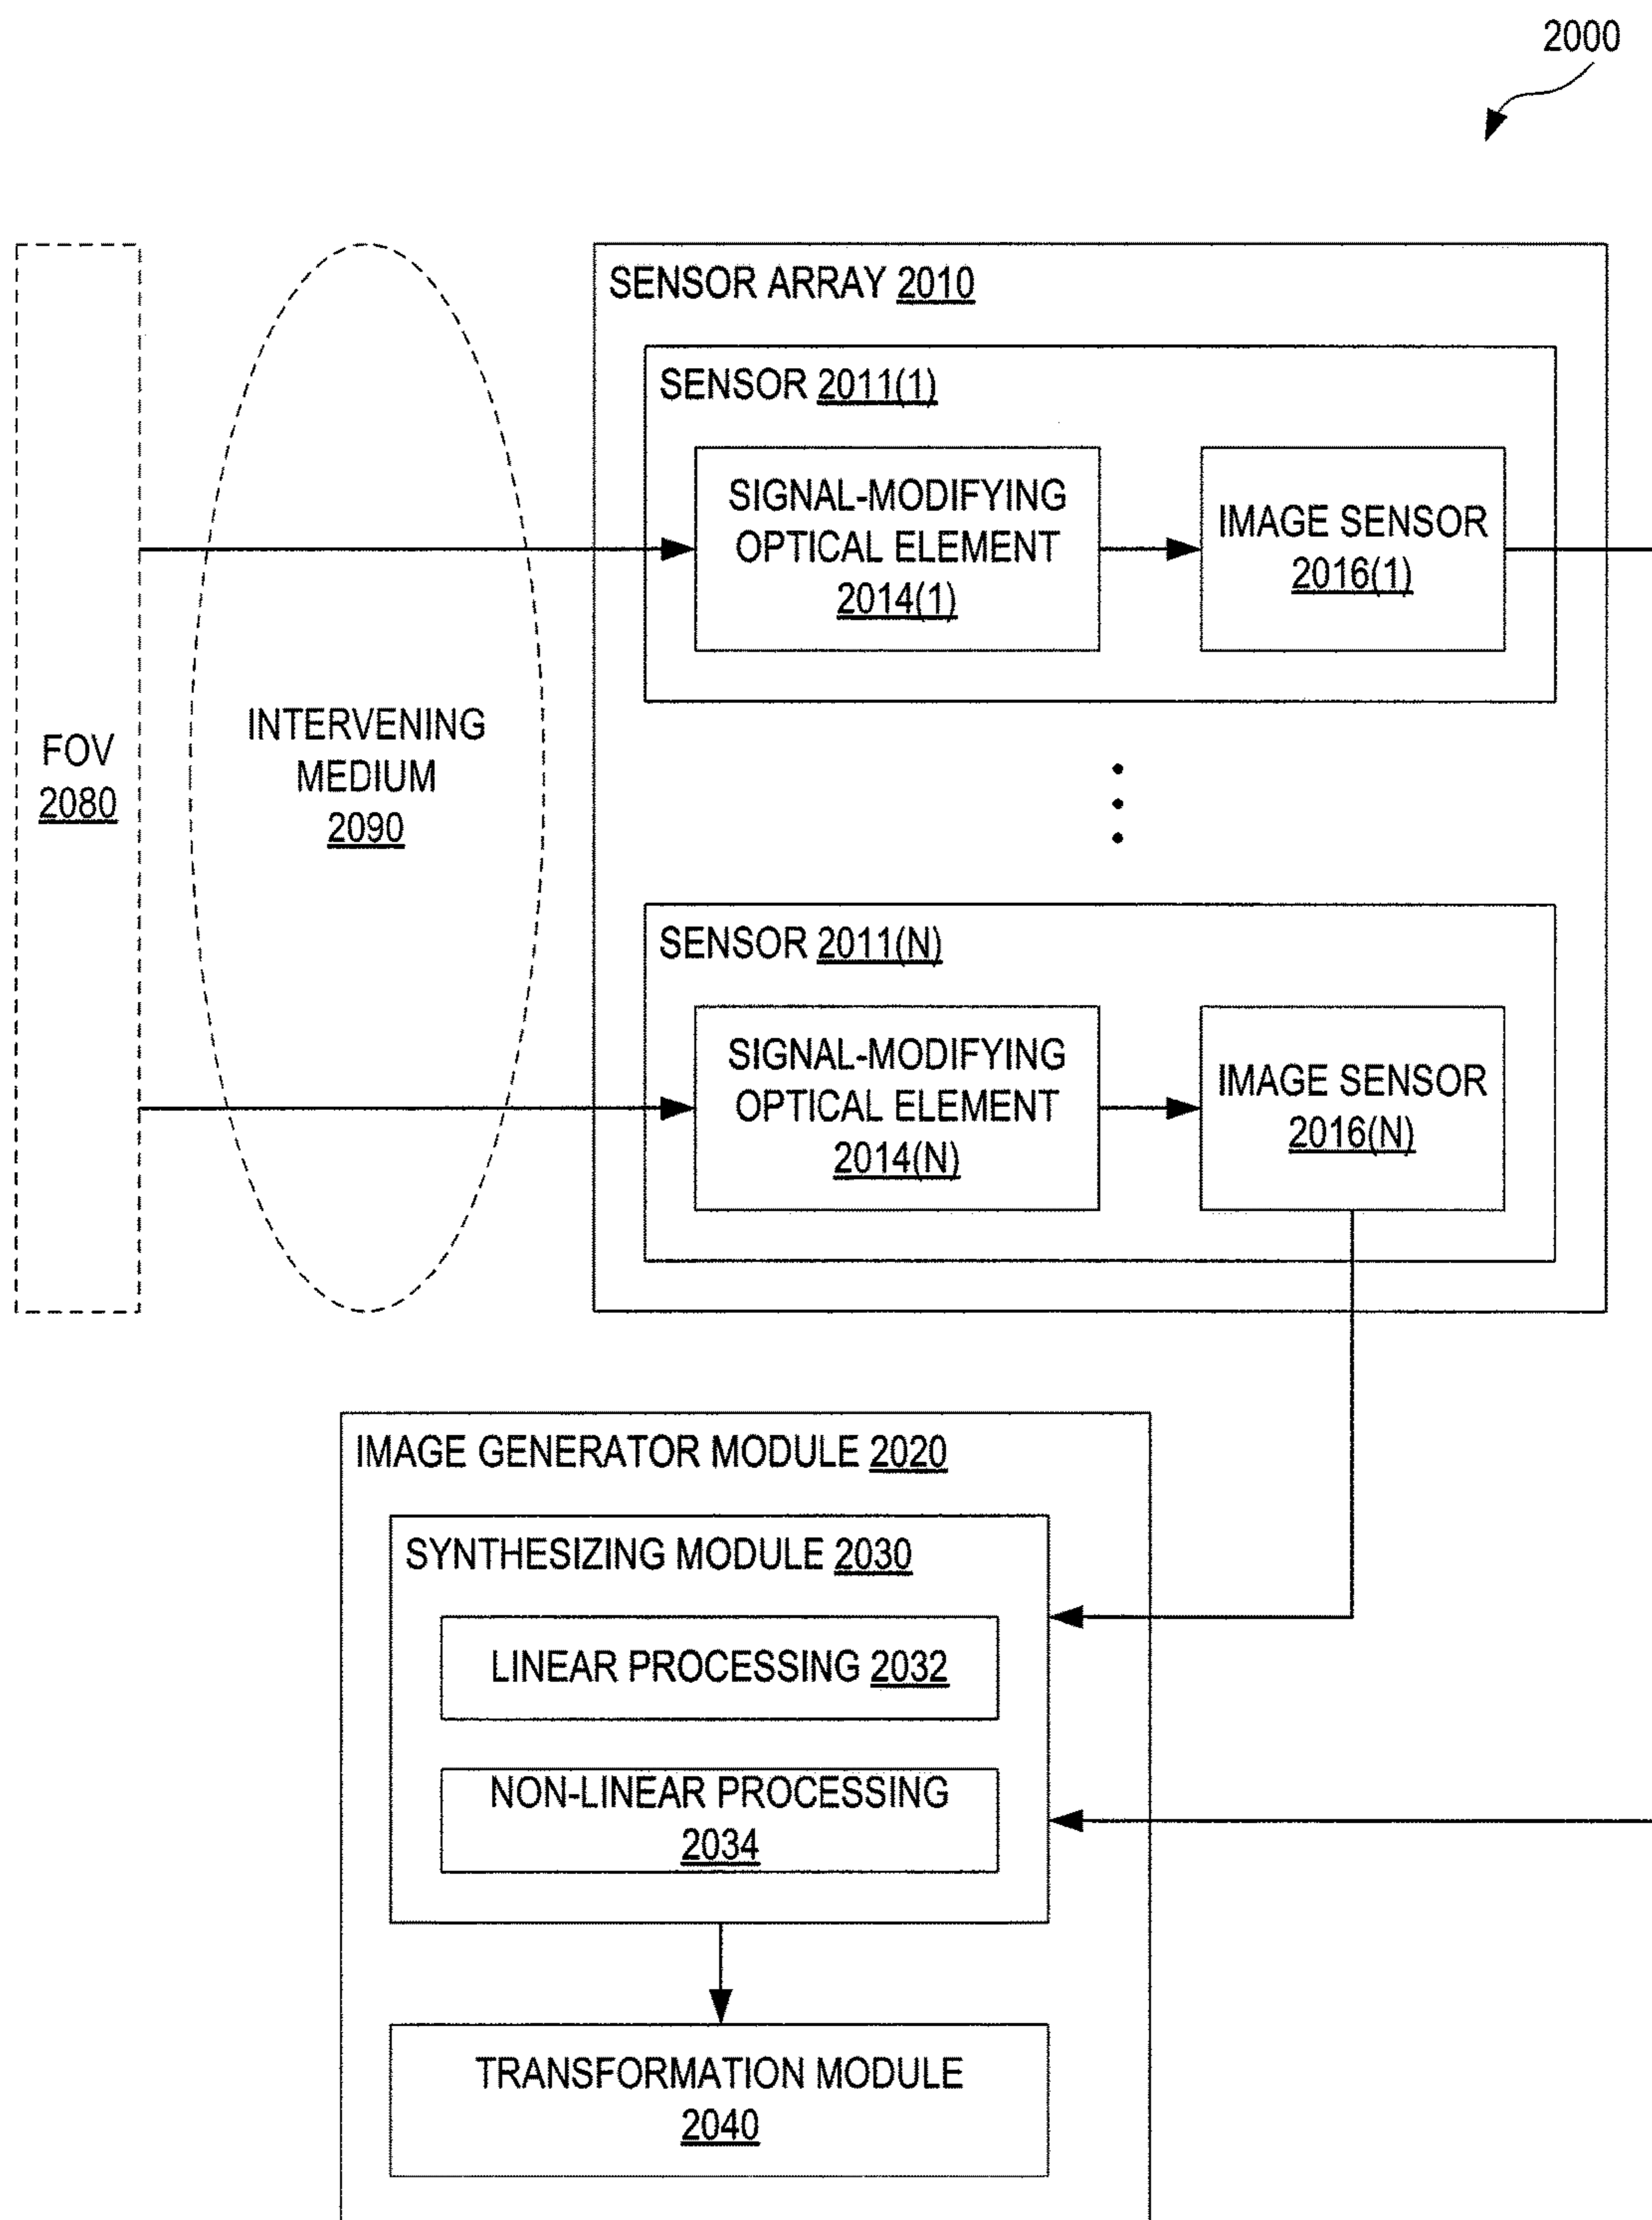 2000
SENSOR ARRAY 2010
SENSOR 2011(1)
SIGNAL-MODIFYING
OPTICAL ELEMENT
2014(1)
IMAGE SENSOR
2016(1)
FOV
2080
INTERVENING
MEDIUM
2090
SENSOR 2011(N)
SIGNAL-MODIFYING
OPTICAL ELEMENT
2014(N)
IMAGE SENSOR
2016(N)
IMAGE GENERATOR MODULE 2020
SYNTHESIZING MODULE 2030
LINEAR PROCESSING 2032
NON-LINEAR PROCESSING
2034
TRANSFORMATION MODULE
2040